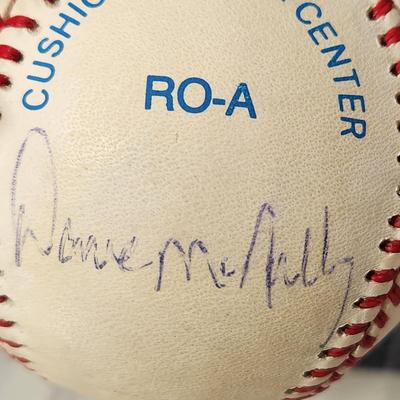 CUSHIO
CENTER
RO-A
Dave McNally